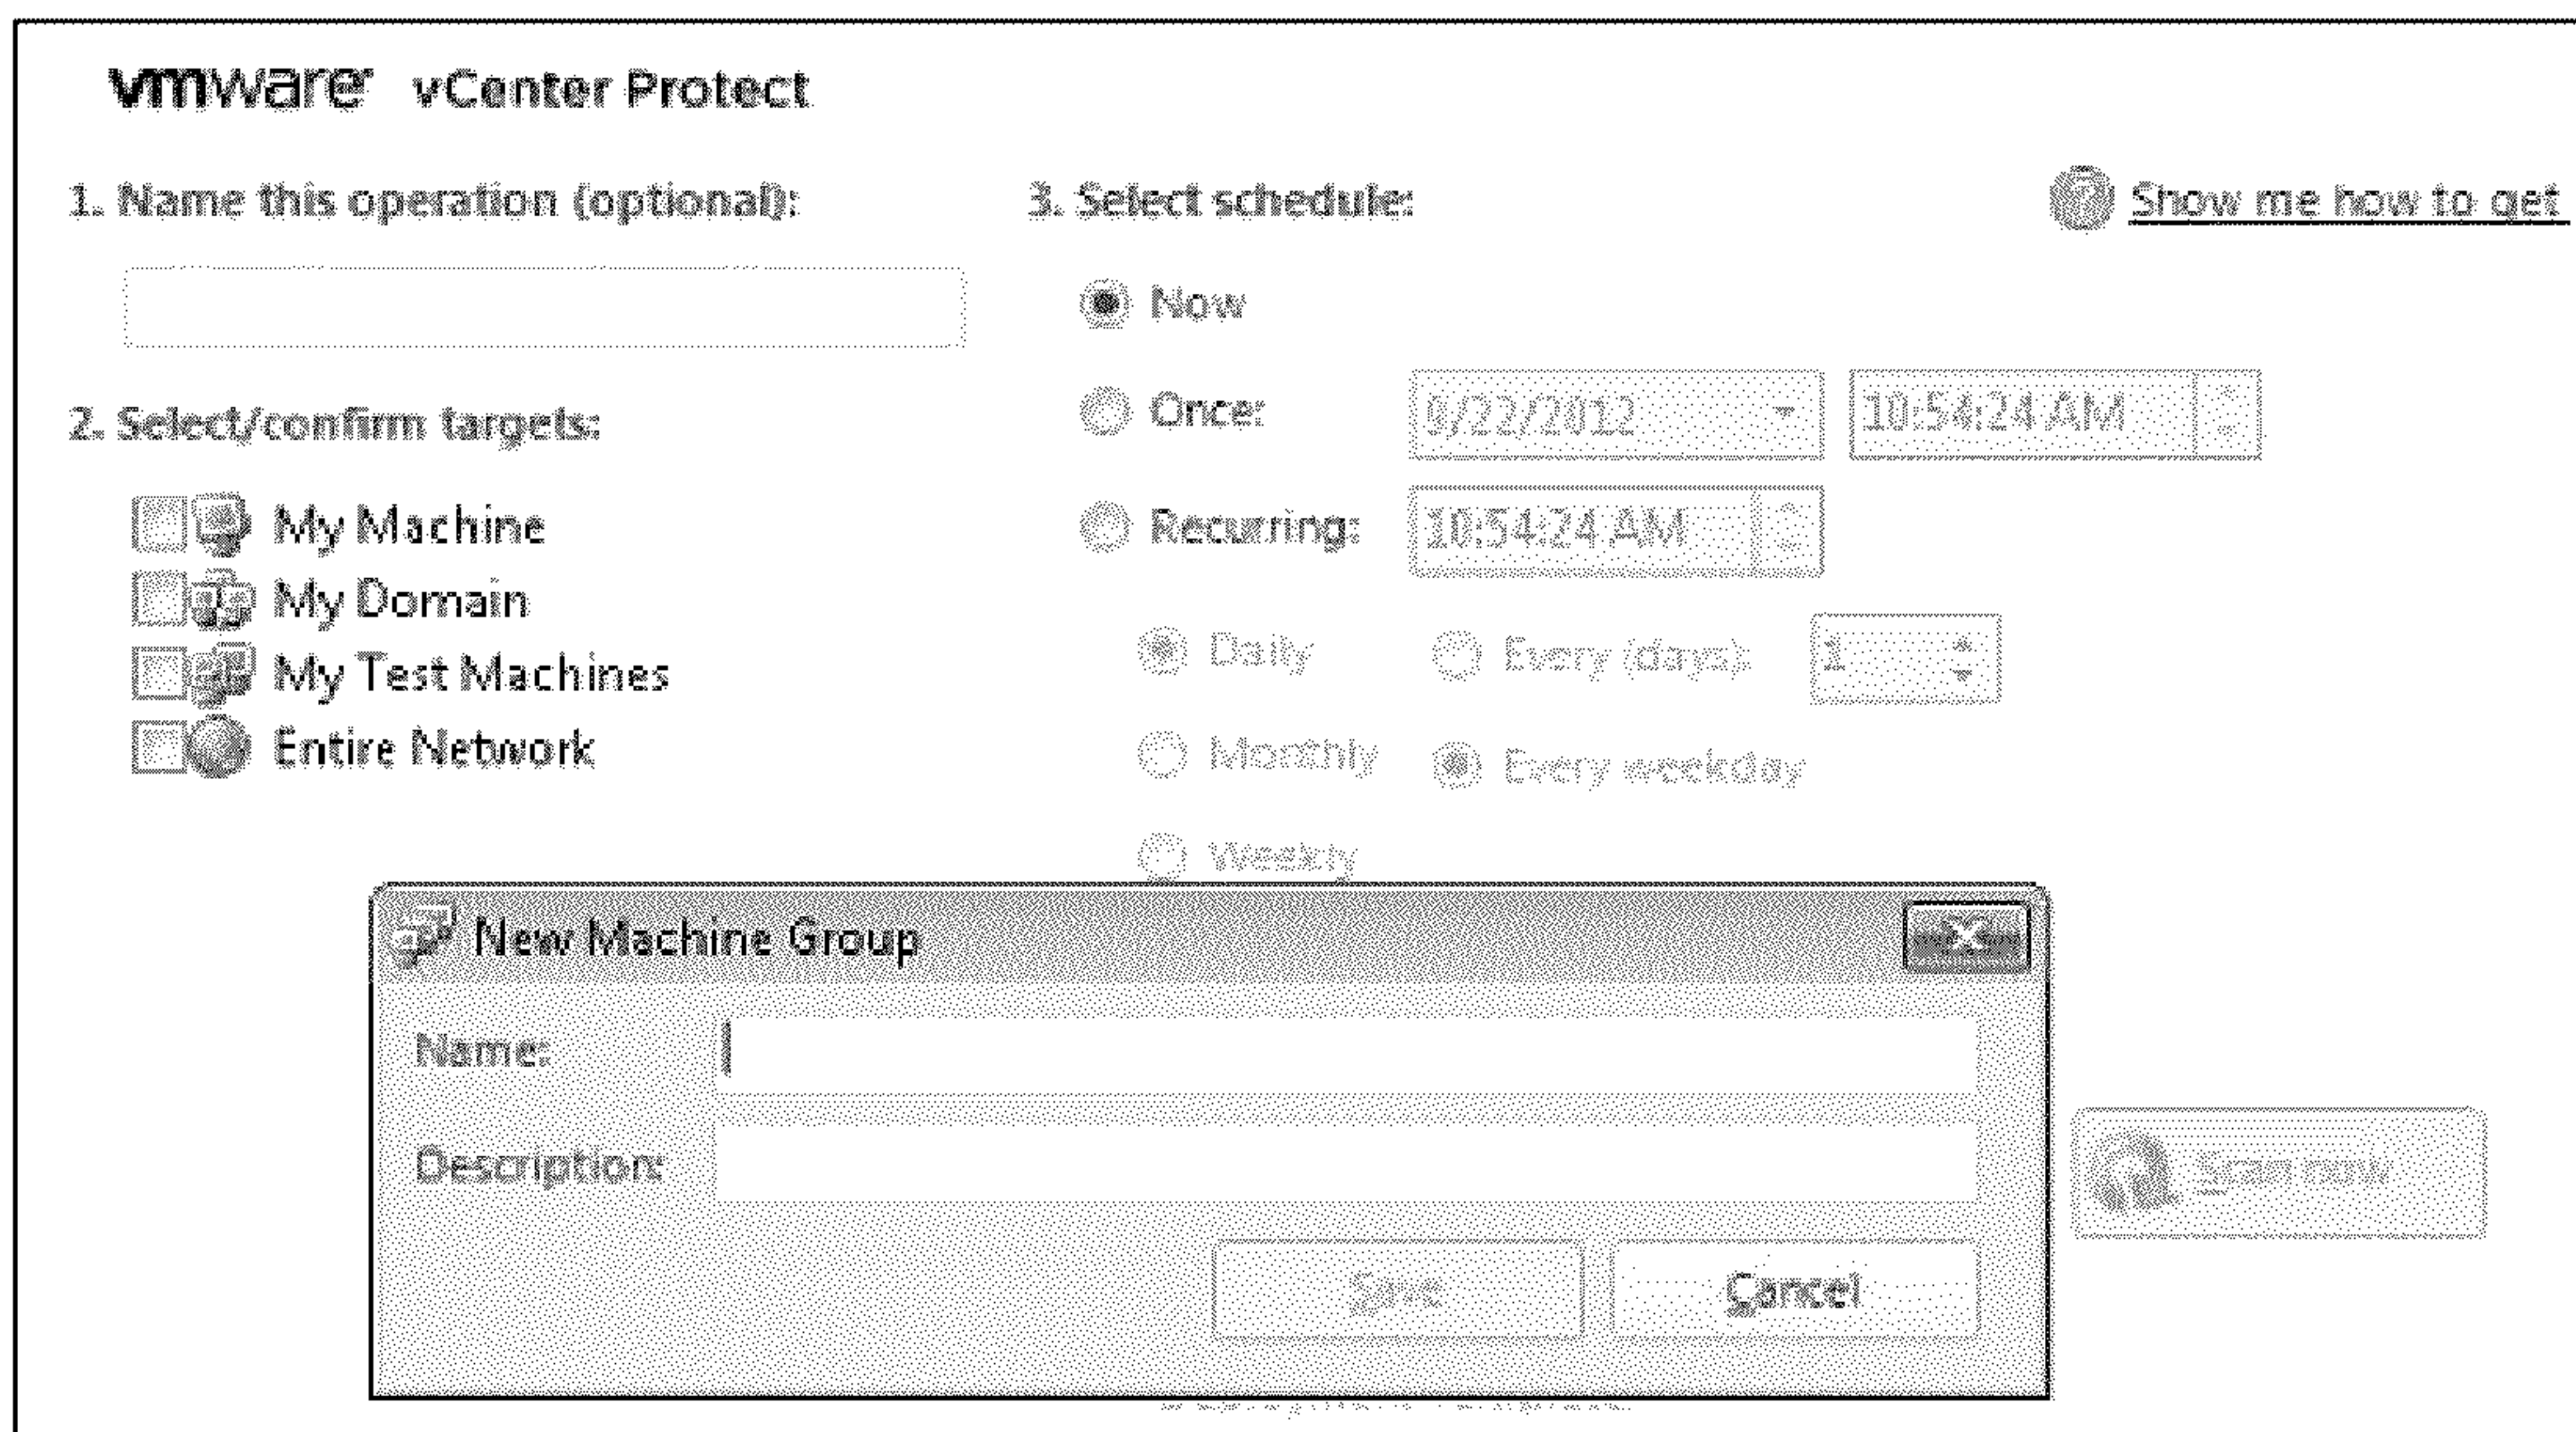 vmware vCenter Protect
1. Name this operation (optional):
2. Select/confirm targets:
My Machine
My Domain
My Test Machines
Entire Network
3. Select schedule:
Now
Once: 9/22/2012 10:54:24 AM
Recurring: 10:54:24 AM
Daily Every (days): 1
Monthly Every weekday
Weekly
Show me how to get
New Machine Group
Name:
Description:
Save Cancel
Scan now